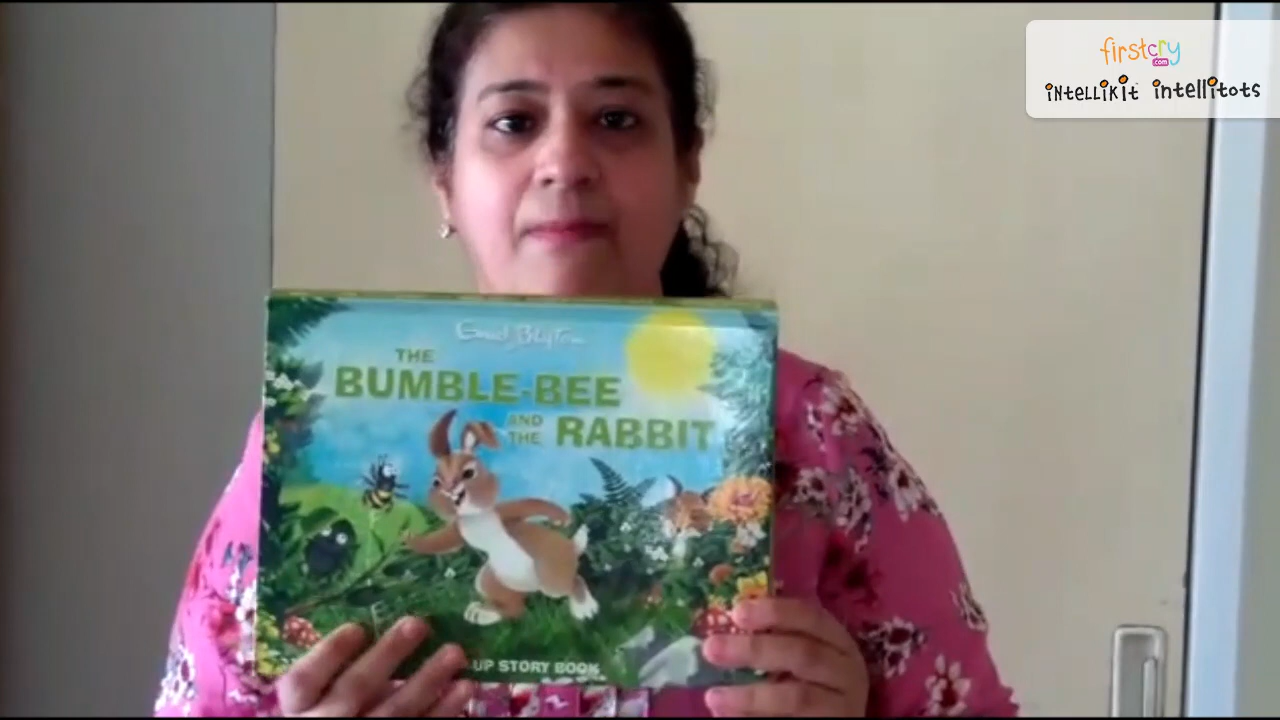 firstcry
.com
intellikit intellitots
Enid Blyton
THE
BUMBLE-BEE
AND
THE RABBIT
UP STORY BOOK